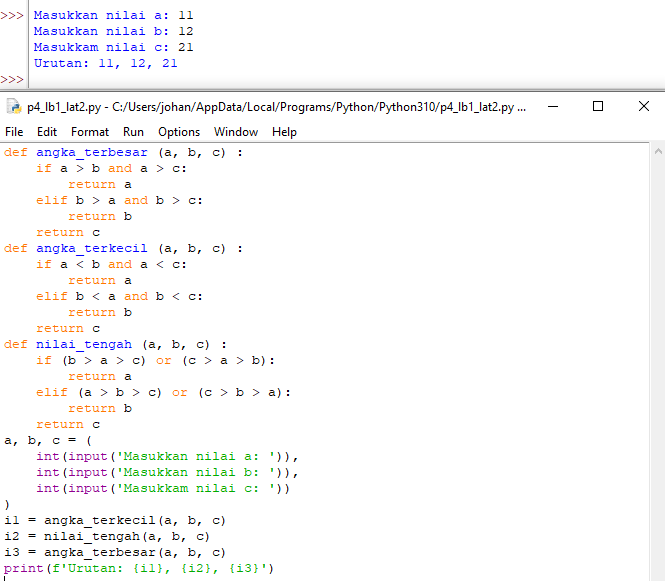 >>> Masukkan nilai a: 11
Masukkan nilai b: 12
Masukkam nilai c: 21
Urutan: 11, 12, 21
>>>
p4_lb1_lat2.py - C:/Users/johan/AppData/Local/Programs/Python/Python310/p4_lb1_lat2.py ...
File Edit Format Run Options Window Help
def angka_terbesar (a, b, c) :
    if a > b and a > c:
        return a
    elif b > a and b > c:
        return b
    return c
def angka_terkecil (a, b, c) :
    if a < b and a < c:
        return a
    elif b < a and b < c:
        return b
    return c
def nilai_tengah (a, b, c) :
    if (b > a > c) or (c > a > b):
        return a
    elif (a > b > c) or (c > b > a):
        return b
    return c
a, b, c = (
    int(input('Masukkan nilai a: ')),
    int(input('Masukkan nilai b: ')),
    int(input('Masukkam nilai c: '))
)
i1 = angka_terkecil(a, b, c)
i2 = nilai_tengah(a, b, c)
i3 = angka_terbesar(a, b, c)
print(f'Urutan: {i1}, {i2}, {i3}')